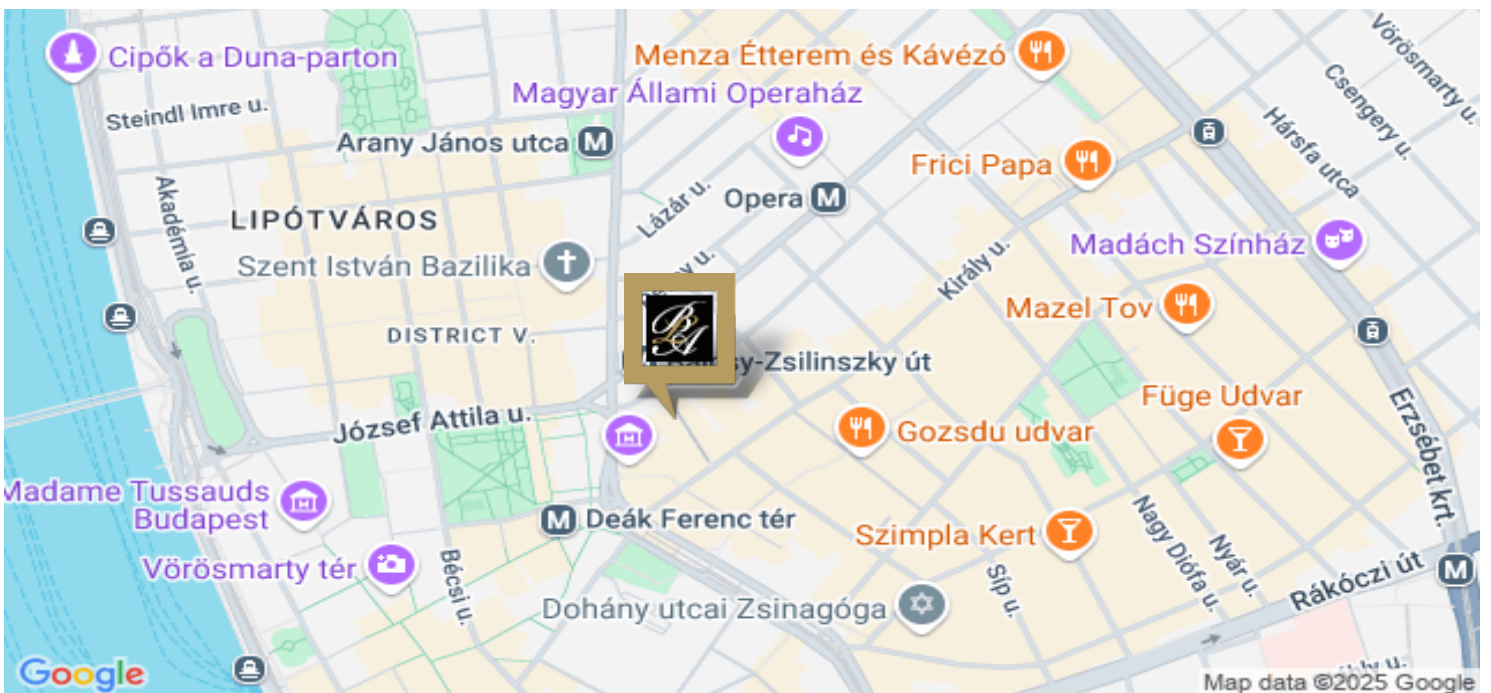 Cipők a Duna-parton
Menza Étterem és Kávézó
Vörösmarty u.
Csengery u.
Magyar Állami Operaház
Steindl Imre u.
Arany János utca M
Hársfa utca
Frici Papa
Akadémia u.
Lázár u.
Opera M
LIPÓTVÁROS
Madách Színház
Szent István Bazilika
Király u.
Mazel Tov
DISTRICT V.
sy-Zsilinszky út
Füge Udvar
József Attila u.
Gozsdu udvar
Erzsébet krt.
Madame Tussauds
Budapest
M Deák Ferenc tér
Szimpla Kert
Nagy Diófa u.
Nyár u.
Vörösmarty tér
Bécsi u.
Síp u.
Rákóczi út M
Dohány utcai Zsinagóga
Google
Map data ©2025 Google